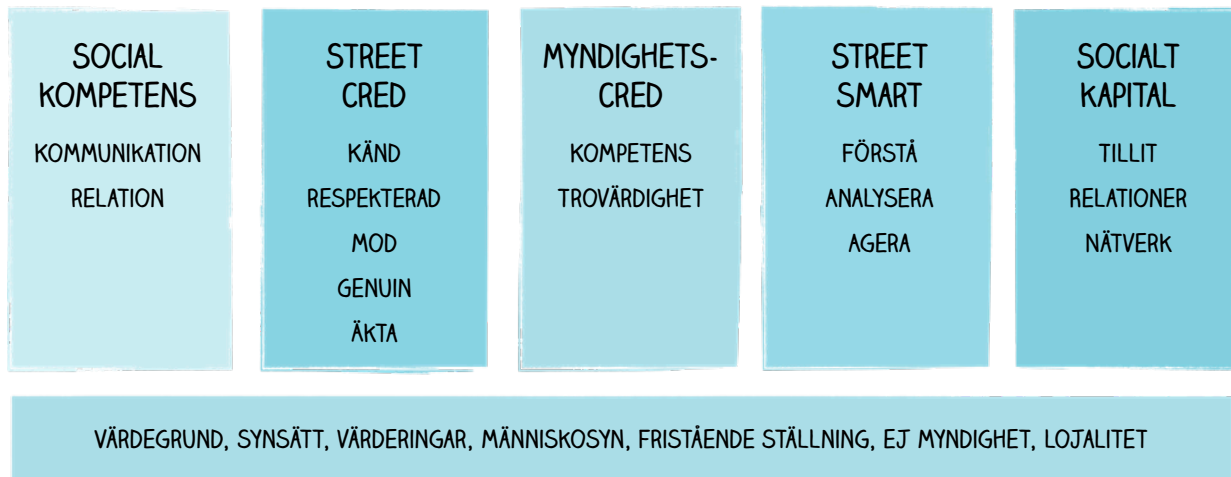 SOCIAL
KOMPETENS
KOMMUNIKATION
RELATION
STREET
CRED
KÄND
RESPEKTERAD
MOD
GENUIN
ÄKTA
MYNDIGHETS-
CRED
KOMPETENS
TROVÄRDIGHET
STREET
SMART
FÖRSTÅ
ANALYSERA
AGERA
SOCIALT
KAPITAL
TILLIT
RELATIONER
NÄTVERK
VÄRDEGRUND, SYNSÄTT, VÄRDERINGAR, MÄNNISKOSYN, FRISTÅENDE STÄLLNING, EJ MYNDIGHET, LOJALITET